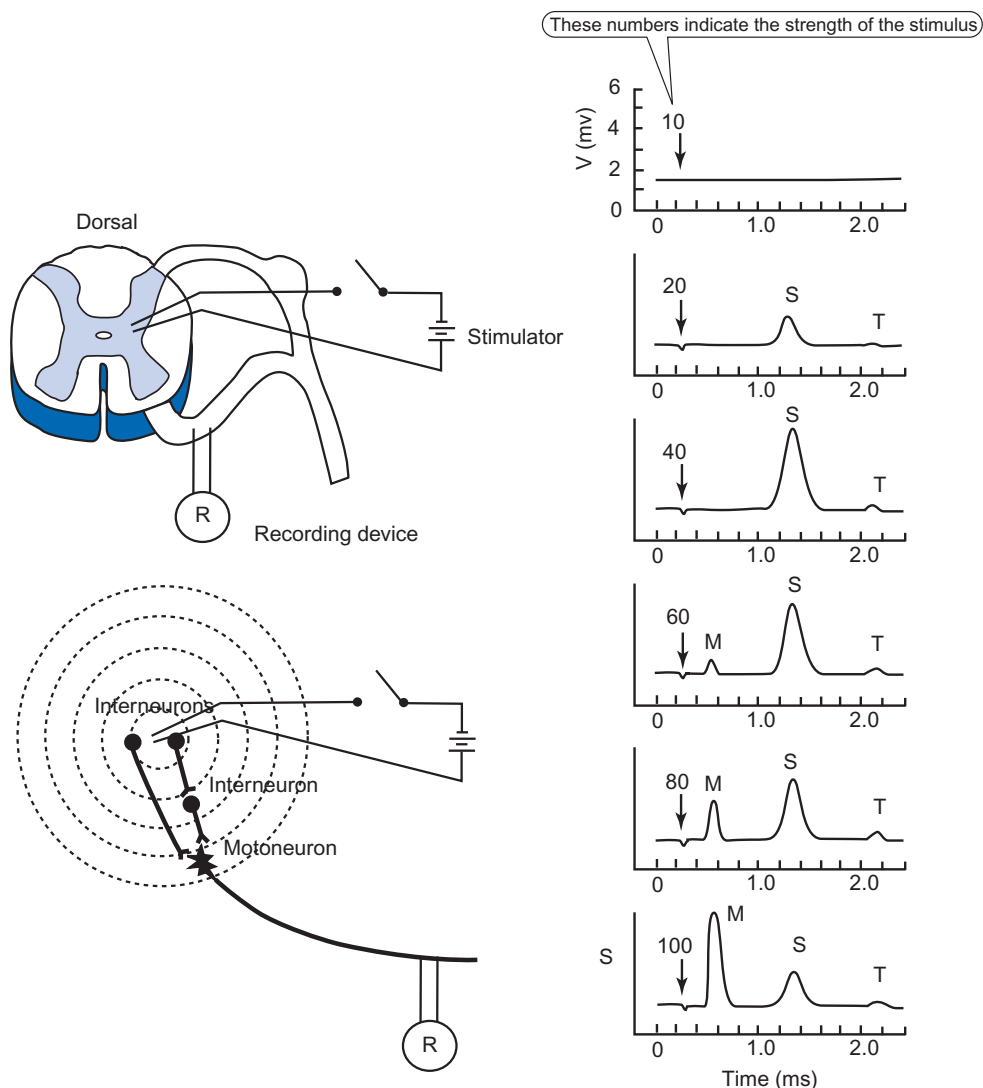 These numbers indicate the strength of the stimulus
6
4
2
0
V (mv)
10
0 1.0 2.0
Dorsal
Stimulator
R
Recording device
20
S
T
0 1.0 2.0
40
S
T
0 1.0 2.0
Interneurons
Interneuron
Motoneuron
R
60
M
S
T
0 1.0 2.0
80
M
S
T
0 1.0 2.0
S
100
M
S
T
0 1.0 2.0
Time (ms)